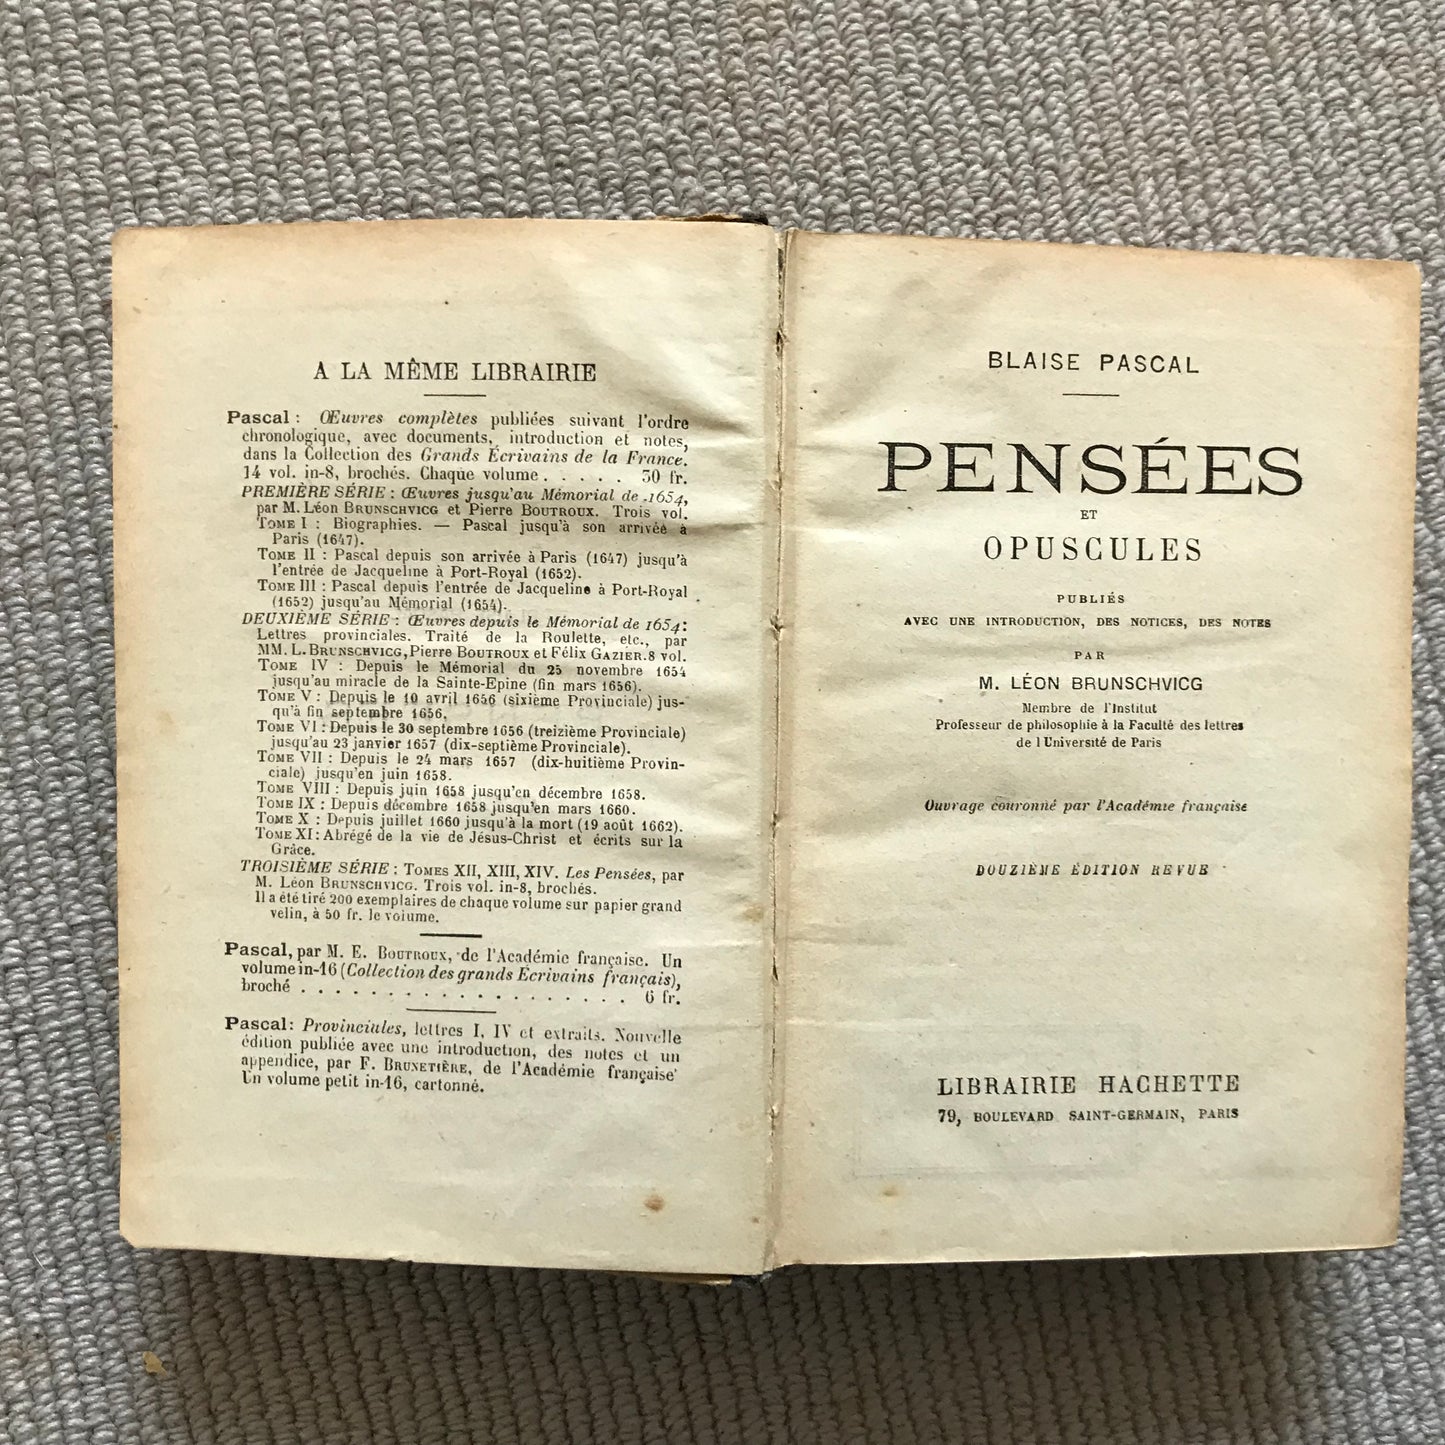 A LA MÊME LIBRAIRIE
Pascal : Œuvres complètes publiées suivant l'ordre
chronologique, avec documents, introduction et notes,
dans la Collection des Grands Écrivains de la France.
14 vol. in-8, brochés. Chaque volume . . . . . 30 fr.
PREMIÈRE SÉRIE : Œuvres jusqu'au Mémorial de 1654,
par M. Léon BRUNSCHVICG et Pierre BOUTROUX. Trois vol.
TOME I : Biographies. — Pascal jusqu'à son arrivée à
Paris (1647).
TOME II : Pascal depuis son arrivée à Paris (1647) jusqu'à
l'entrée de Jacqueline à Port-Royal (1652).
TOME III : Pascal depuis l'entrée de Jacqueline à Port-Royal
(1652) jusqu'au Mémorial (1654).
DEUXIÈME SÉRIE : Œuvres depuis le Mémorial de 1654:
Lettres provinciales. Traité de la Roulette, etc., par
MM. L. BRUNSCHVICG, Pierre BOUTROUX et Félix GAZIER. 8 vol.
TOME IV : Depuis le Mémorial du 25 novembre 1654
jusqu'au miracle de la Sainte-Epine (fin mars 1656).
TOME V : Depuis le 10 avril 1656 (sixième Provinciale) jus-
qu'à fin septembre 1656.
TOME VI : Depuis le 30 septembre 1656 (treizième Provinciale)
jusqu'au 23 janvier 1657 (dix-septième Provinciale).
TOME VII : Depuis le 24 mars 1657 (dix-huitième Provin-
ciale) jusqu'en juin 1658.
TOME VIII : Depuis juin 1658 jusqu'en décembre 1658.
TOME IX : Depuis décembre 1658 jusqu'en mars 1660.
TOME X : Depuis juillet 1660 jusqu'à la mort (19 août 1662).
TOME XI : Abrégé de la vie de Jésus-Christ et écrits sur la
Grâce.
TROISIÈME SÉRIE : TOMES XII, XIII, XIV. Les Pensées, par
M. Léon BRUNSCHVICG. Trois vol. in-8, brochés.
Il a été tiré 200 exemplaires de chaque volume sur papier grand
velin, à 50 fr. le volume.
Pascal, par M. E. BOUTROUX, de l'Académie française. Un
volume in-16 (Collection des grands Écrivains français),
broché . . . . . . . . . . . . . . . . . . . 6 fr.
Pascal : Provinciales, lettres I, IV et extraits. Nouvelle
édition publiée avec une introduction, des notes et un
appendice, par F. BRUNETIÈRE, de l'Académie française
Un volume petit in-16, cartonné.
BLAISE PASCAL
PENSÉES
ET
OPUSCULES
PUBLIÉS
AVEC UNE INTRODUCTION, DES NOTICES, DES NOTES
PAR
M. LÉON BRUNSCHVICG
Membre de l'Institut
Professeur de philosophie à la Faculté des lettres
de l'Université de Paris
Ouvrage couronné par l'Académie française
DOUZIÈME ÉDITION REVUE
LIBRAIRIE HACHETTE
79, BOULEVARD SAINT-GERMAIN, PARIS